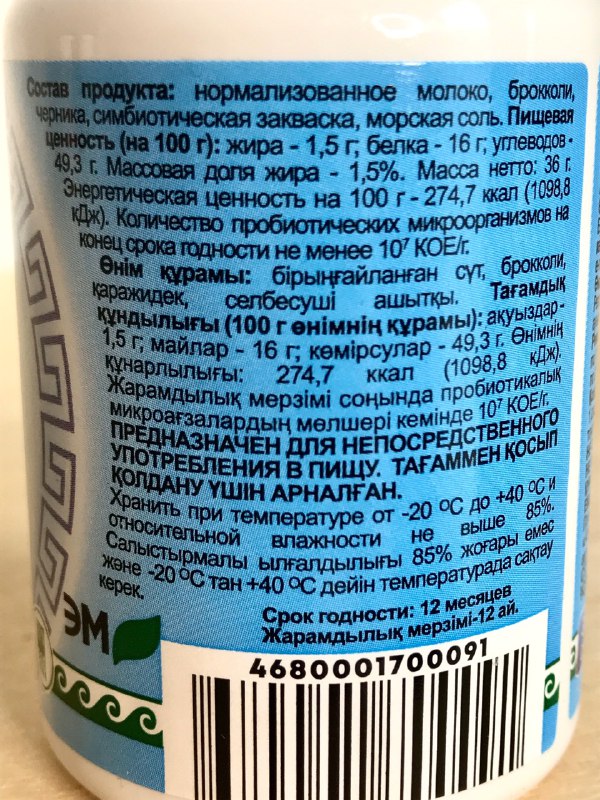 Состав продукта: нормализованное молоко, брокколи,
черника, симбиотическая закваска, морская соль. Пищевая
ценность (на 100 г): жира - 1,5 г; белка - 16 г; углеводов -
49,3 г. Массовая доля жира - 1,5%. Масса нетто: 36 г.
Энергетическая ценность на 100 г - 274,7 ккал (1098,8
кДж). Количество пробиотических микроорганизмов на
конец срока годности не менее 10⁷ КОЕ/г.
Өнім құрамы: бірыңғайланған сүт, брокколи,
қаражидек, селбесуші ашытқы. Тағамдық
құндылығы (100 г өнімнің құрамы): ақуыздар -
1,5 г; майлар - 16 г; көмірсулар - 49,3 г. Өнімнің
құнарлылығы: 274,7 ккал (1098,8 кДж).
Жарамдылық мерзімі соңында пробиотикалық
микроағзалардың мөлшері кемінде 10⁷ КОЕ/г.
ПРЕДНАЗНАЧЕН ДЛЯ НЕПОСРЕДСТВЕННОГО
УПОТРЕБЛЕНИЯ В ПИЩУ. ТАҒАММЕН ҚОСЫП
ҚОЛДАНУ ҮШІН АРНАЛҒАН.
Хранить при температуре от -20 ºС до +40 ºС и
относительной влажности не выше 85%.
Салыстырмалы ылғалдылығы 85% жоғары емес
және -20 ºС тан +40 ºС дейін температурада сақтау
керек.
Срок годности: 12 месяцев
Жарамдылық мерзімі-12 ай.
ЭМ
4680001700091